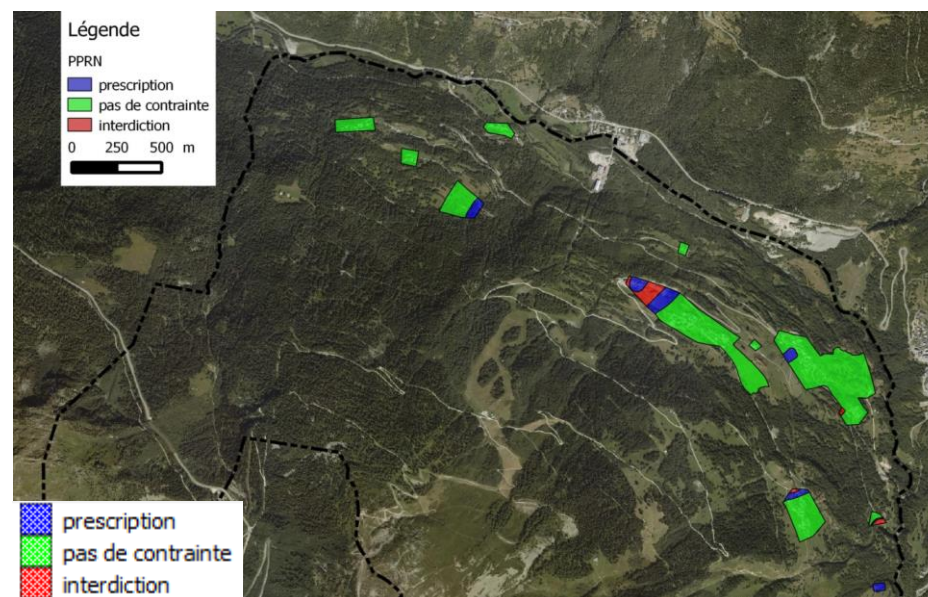 Légende
PPRN
prescription
pas de contrainte
interdiction
0 250 500 m
prescription
pas de contrainte
interdiction